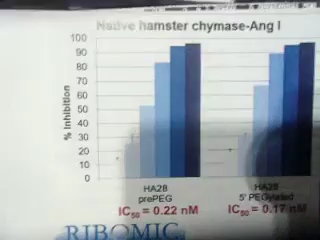 Native hamster chymase-Ang I
% Inhibition
100
90
80
70
60
50
40
30
20
10
0
HA28
prePEG
HA28
5' PEGylated
IC50 = 0.22 nM
IC50 = 0.17 nM
RIBOMIC